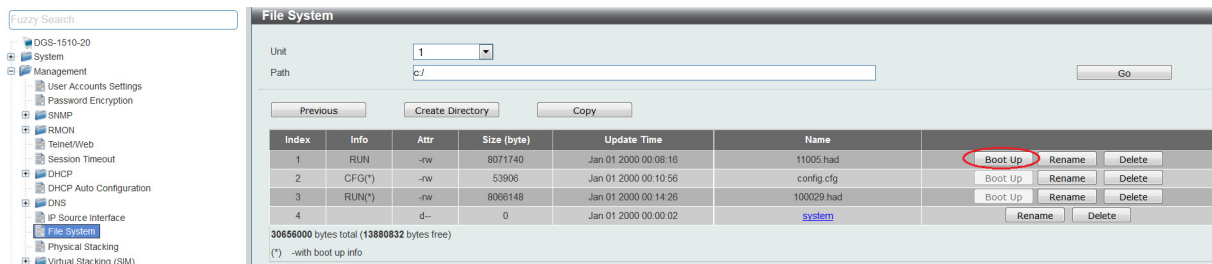 Fuzzy Search
DGS-1510-20
System
Management
User Accounts Settings
Password Encryption
SNMP
RMON
Telnet/Web
Session Timeout
DHCP
DHCP Auto Configuration
DNS
IP Source Interface
File System
Physical Stacking
Virtual Stacking (SIM)
File System
Unit 1
Path c:/ Go
Previous Create Directory Copy
Index Info Attr Size (byte) Update Time Name
1 RUN -rw 8071740 Jan 01 2000 00:08:16 11005.had Boot Up Rename Delete
2 CFG(*) -rw 53906 Jan 01 2000 00:10:56 config.cfg Boot Up Rename Delete
3 RUN(*) -rw 8066148 Jan 01 2000 00:14:26 100029.had Boot Up Rename Delete
4 d-- 0 Jan 01 2000 00:00:02 system Rename Delete
30656000 bytes total (13880832 bytes free)
(*) -with boot up info